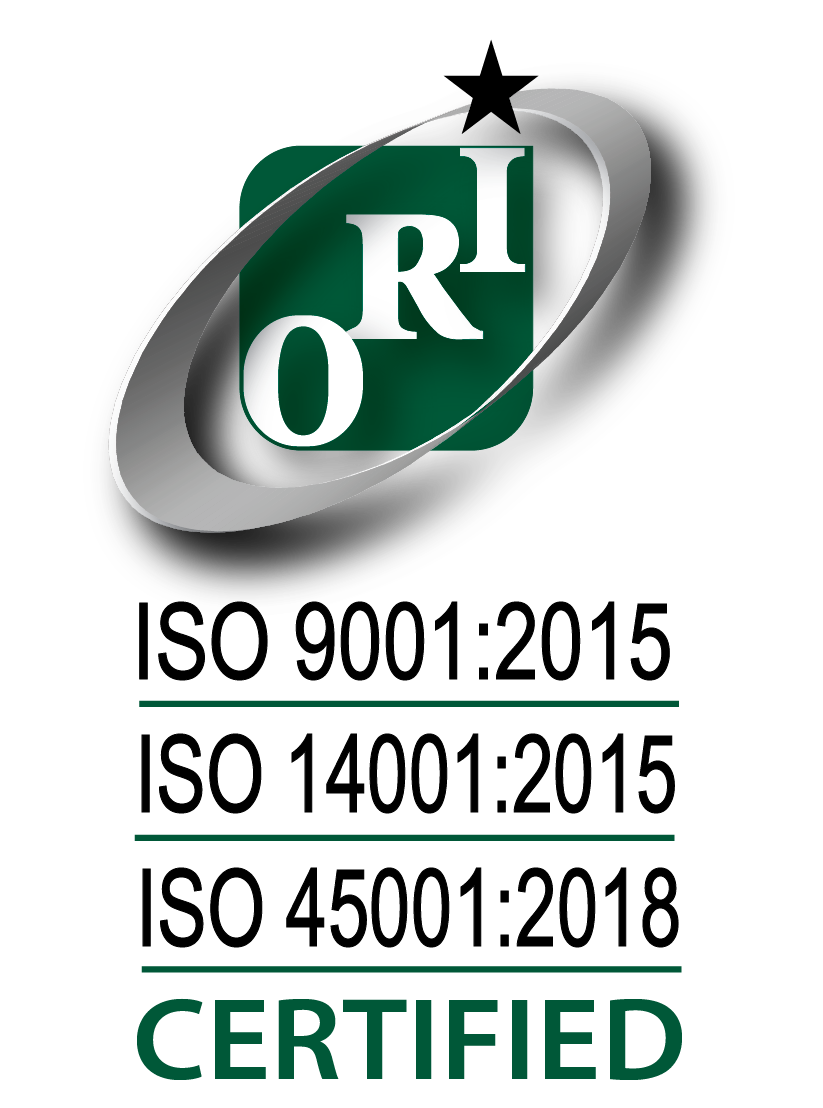 ORI
ISO 9001:2015
ISO 14001:2015
ISO 45001:2018
CERTIFIED